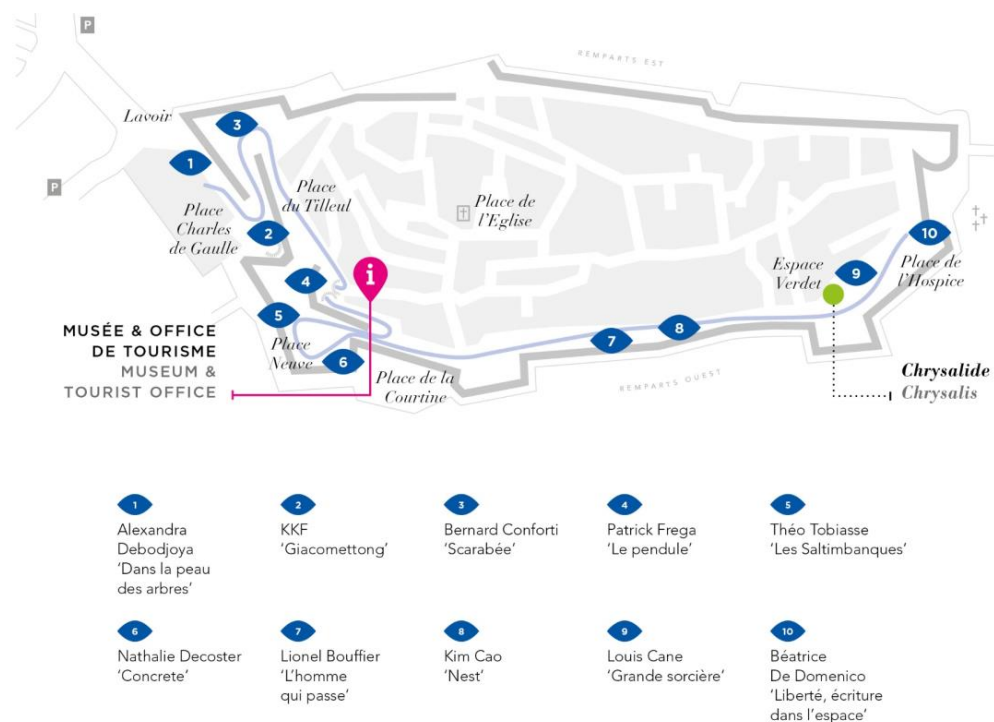 P
REMPARTS EST
Lavoir
3
1
P
Place
du Tilleul
Place de
l'Eglise
Place
Charles
de Gaulle
2
10
Espace
Verdet
9
Place de
l'Hospice
4
i
5
MUSÉE & OFFICE
DE TOURISME
MUSEUM &
TOURIST OFFICE
Place
Neuve
6
7
8
Place de la
Courtine
REMPARTS OUEST
Chrysalide
Chrysalis
1
Alexandra
Debodjoya
'Dans la peau
des arbres'
2
KKF
'Giacomettong'
3
Bernard Conforti
'Scarabée'
4
Patrick Frega
'Le pendule'
5
Théo Tobiasse
'Les Saltimbanques'
6
Nathalie Decoster
'Concrete'
7
Lionel Bouffier
'L'homme
qui passe'
8
Kim Cao
'Nest'
9
Louis Cane
'Grande sorcière'
10
Béatrice
De Domenico
'Liberté, écriture
dans l'espace'